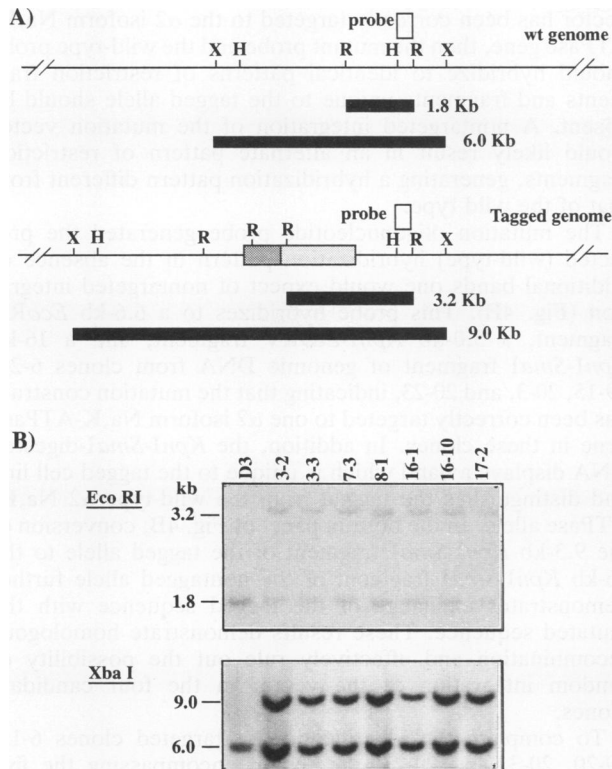 A)
probe
wt genome
X H R H R X
1.8 Kb
6.0 Kb
probe
Tagged genome
X H R R R H R X
3.2 Kb
9.0 Kb
B)
kb
D3 3-2 3-3 7-1 8-1 16-1 16-10 17-2
Eco RI
3.2
1.8
Xba I
9.0
6.0